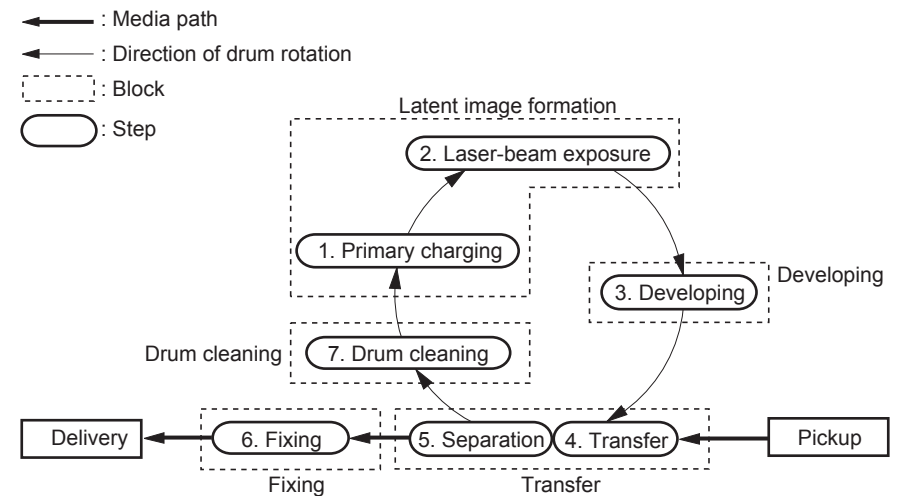 : Media path
: Direction of drum rotation
: Block
: Step
Latent image formation
2. Laser-beam exposure
1. Primary charging
3. Developing
Developing
Drum cleaning
7. Drum cleaning
Delivery
6. Fixing
5. Separation
4. Transfer
Pickup
Fixing
Transfer